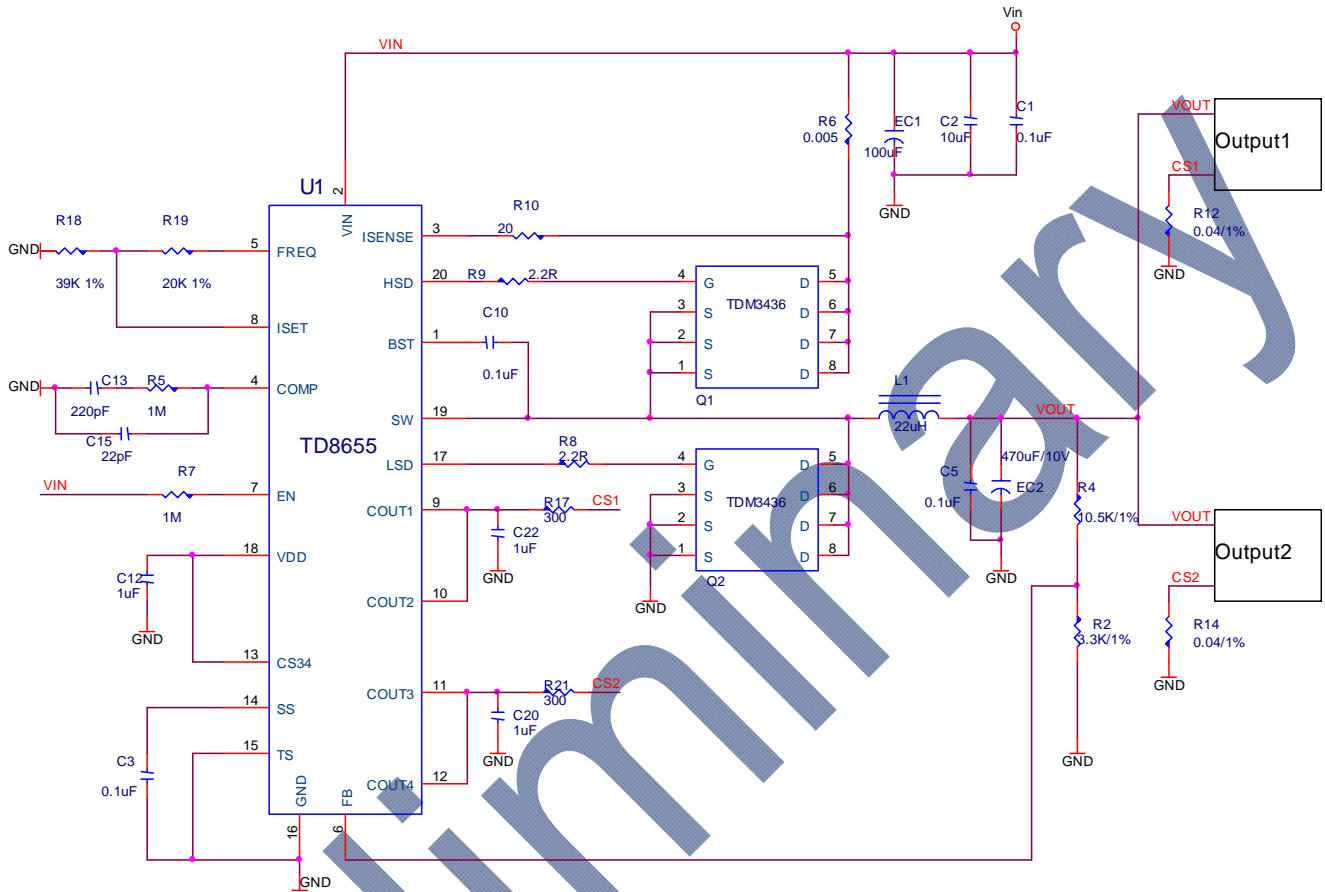 Vin
VIN
R6
0.005
EC1
100uF
C2
10uF
C1
0.1uF
GND
VOUT
Output1
CS1
R12
0.04/1%
GND
U1
2
VIN
R18
R19
GND
39K 1%
20K 1%
5
FREQ
8
ISET
ISENSE
3
R10
20
HSD
20
R9
2.2R
BST
1
C10
0.1uF
4
G
D
5
3
S
D
6
2
S
D
7
1
S
D
8
TDM3436
Q1
GND
C13
R5
220pF
1M
C15
22pF
4
COMP
SW
19
TD8655
L1
22uH
VOUT
LSD
17
R8
2.2R
4
G
D
5
3
S
D
6
2
S
D
7
1
S
D
8
TDM3436
Q2
GND
C5
0.1uF
470uF/10V
EC2
GND
R4
10.5K/1%
VOUT
Output2
CS2
R14
0.04/1%
GND
R2
3.3K/1%
GND
VIN
R7
1M
7
EN
COUT1
9
R17
300
CS1
C22
1uF
GND
18
VDD
C12
1uF
GND
COUT2
10
13
CS34
14
SS
COUT3
11
R21
300
CS2
C20
1uF
GND
15
TS
C3
0.1uF
COUT4
12
GND
16
FB
6
GND
liminary